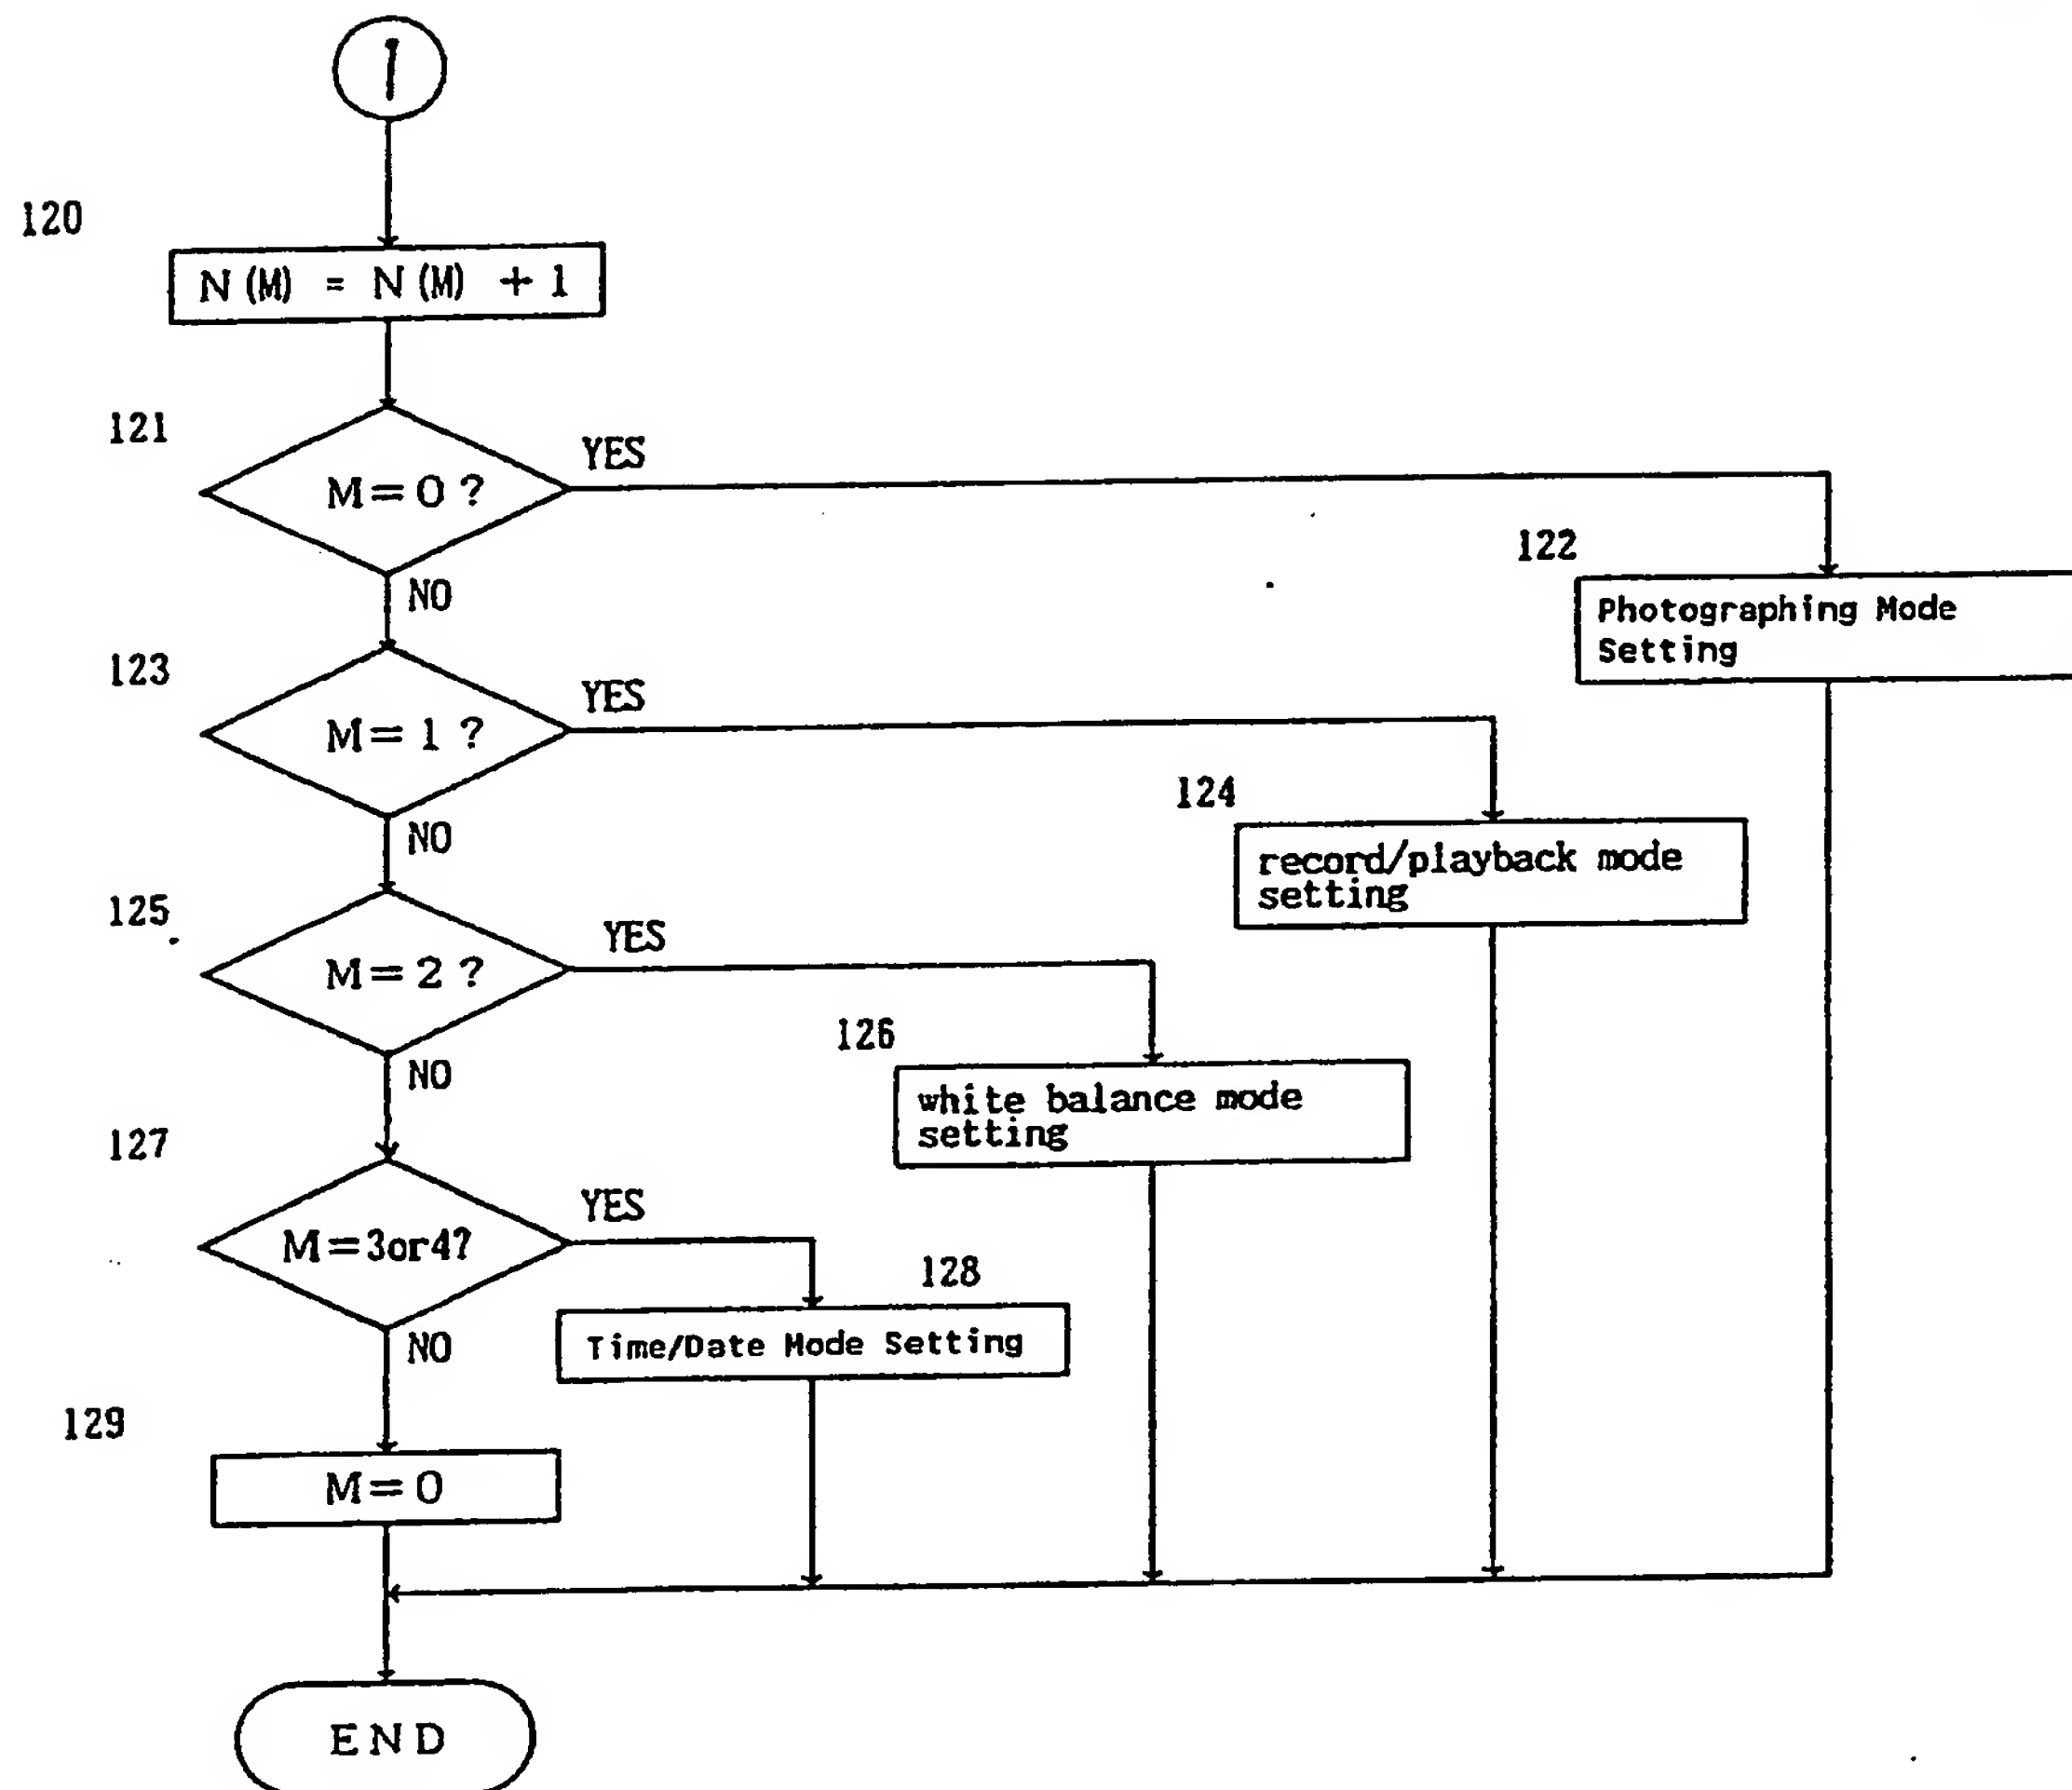 1
120
N(M) = N(M) + 1
121
M=0?
YES
122
Photographing Mode
Setting
NO
123
M=1?
YES
124
record/playback mode
setting
NO
125
M=2?
YES
126
white balance mode
setting
NO
127
M=3or4?
YES
128
Time/Date Mode Setting
NO
129
M=0
END